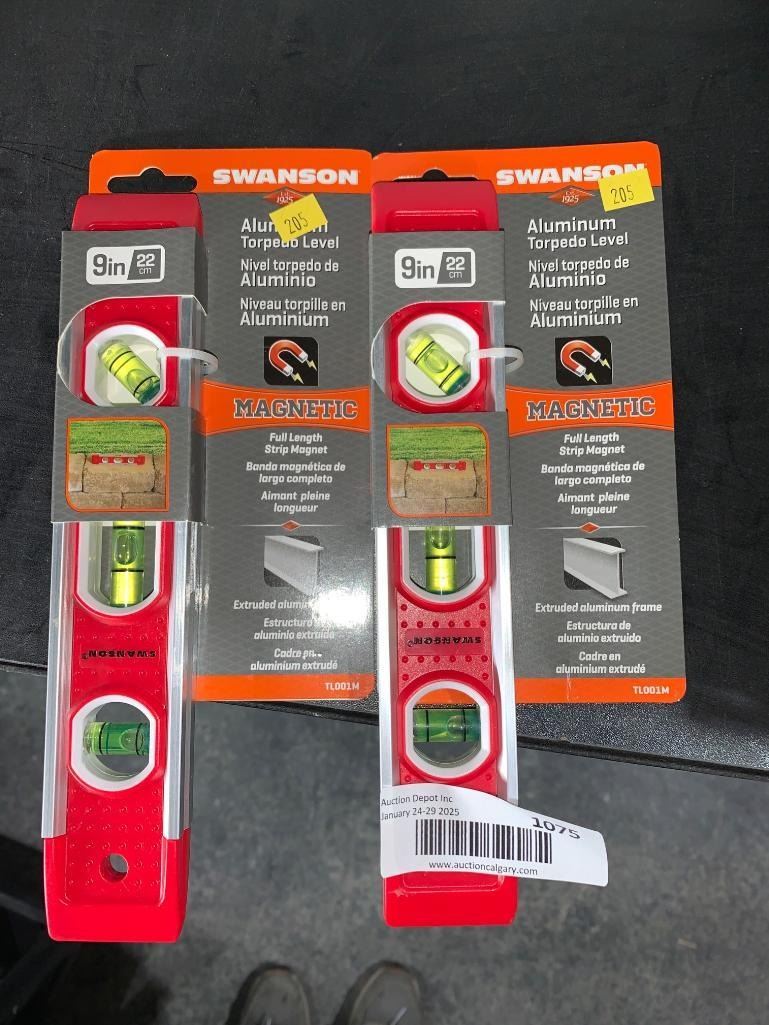 SWANSON
Est.
1925
205
Torpedo Level
Nivel torpedo de
Aluminio
Niveau torpille en
Aluminium
9in/22
cm
MAGNETIC
Full Length
Strip Magnet
Banda magnética de
largo completo
Aimant pleine
longueur
Extruded
Estructura
aluminio extruido
Cadre en
aluminium extrudé
TL001M
SWANSON
SWANSON
1925
205
Aluminum
Torpedo Level
Nivel torpedo de
Aluminio
Niveau torpille en
Aluminium
9in/22
cm
MAGNETIC
Full Length
Strip Magnet
Banda magnética de
largo completo
Aimant pleine
longueur
Extruded aluminum frame
Estructura de
aluminio extruido
Cadre en
aluminium extrudé
TL001M
SWANSON
Auction Depot Inc
January 24-29 2025
1075
www.auctioncalgary.com